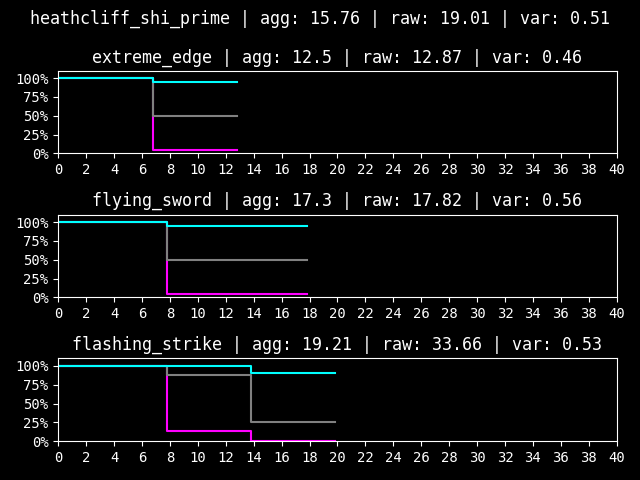 heathcliff_shi_prime | agg: 15.76 | raw: 19.01 | var: 0.51
extreme_edge | agg: 12.5 | raw: 12.87 | var: 0.46
100%
75%
50%
25%
0%
0 2 4 6 8 10 12 14 16 18 20 22 24 26 28 30 32 34 36 38 40
flying_sword | agg: 17.3 | raw: 17.82 | var: 0.56
100%
75%
50%
25%
0%
0 2 4 6 8 10 12 14 16 18 20 22 24 26 28 30 32 34 36 38 40
flashing_strike | agg: 19.21 | raw: 33.66 | var: 0.53
100%
75%
50%
25%
0%
0 2 4 6 8 10 12 14 16 18 20 22 24 26 28 30 32 34 36 38 40